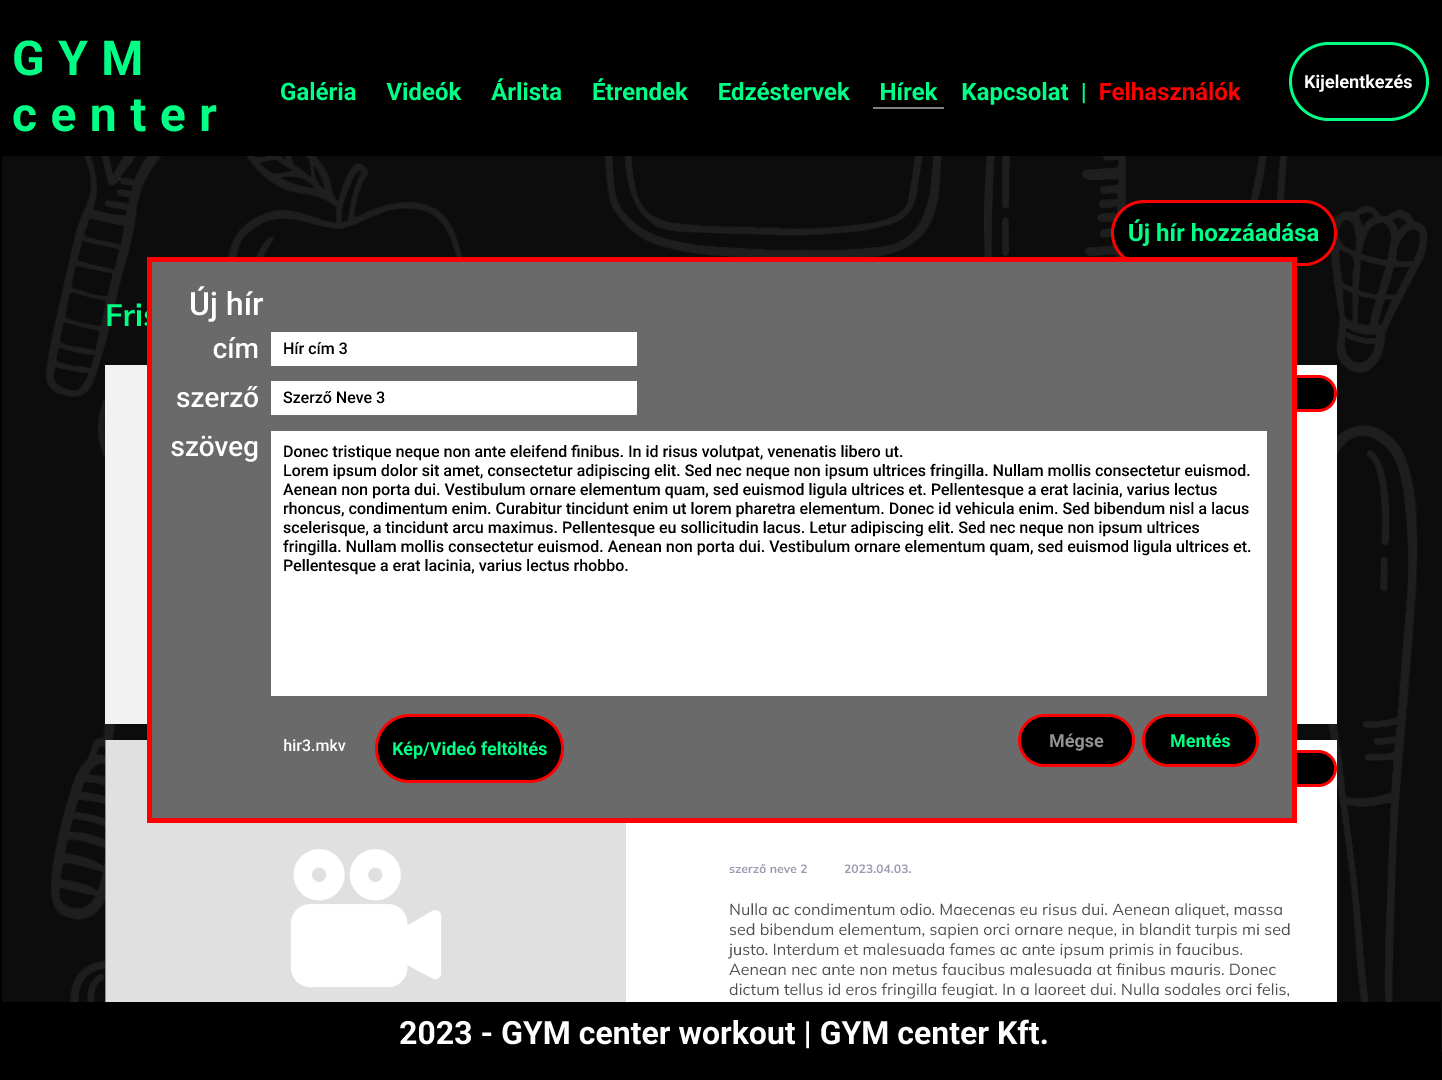 GYM
center
Galéria Videók Árlista Étrendek Edzéstervek Hírek Kapcsolat | Felhasználók
Kijelentkezés
Új hír hozzáadása
Új hír
cím
Hír cím 3
szerző
Szerző Neve 3
szöveg
Donec tristique neque non ante eleifend finibus. In id risus volutpat, venenatis libero ut.
Lorem ipsum dolor sit amet, consectetur adipiscing elit. Sed nec neque non ipsum ultrices fringilla. Nullam mollis consectetur euismod.
Aenean non porta dui. Vestibulum ornare elementum quam, sed euismod ligula ultrices et. Pellentesque a erat lacinia, varius lectus
rhoncus, condimentum enim. Curabitur tincidunt enim ut lorem pharetra elementum. Donec id vehicula enim. Sed bibendum nisl a lacus
scelerisque, a tincidunt arcu maximus. Pellentesque eu sollicitudin lacus. Letur adipiscing elit. Sed nec neque non ipsum ultrices
fringilla. Nullam mollis consectetur euismod. Aenean non porta dui. Vestibulum ornare elementum quam, sed euismod ligula ultrices et.
Pellentesque a erat lacinia, varius lectus rhobbo.
hir3.mkv
Kép/Videó feltöltés
Mégse
Mentés
szerző neve 2 2023.04.03.
Nulla ac condimentum odio. Maecenas eu risus dui. Aenean aliquet, massa
sed bibendum elementum, sapien orci ornare neque, in blandit turpis mi sed
justo. Interdum et malesuada fames ac ante ipsum primis in faucibus.
Aenean nec ante non metus faucibus malesuada at finibus mauris. Donec
dictum tellus id eros fringilla feugiat. In a laoreet dui. Nulla sodales orci felis,
2023 - GYM center workout | GYM center Kft.